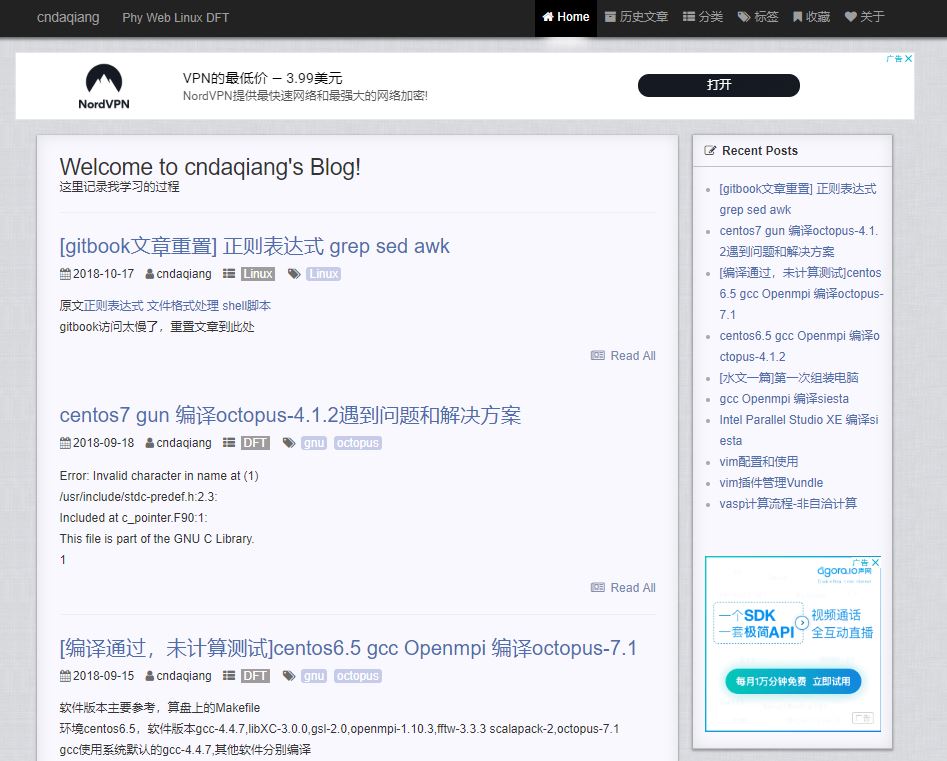 cndaqiang Phy Web Linux DFT Home 历史文章 分类 标签 收藏 关于
广告
NordVPN
VPN的最低价 – 3.99美元
NordVPN提供最快速网络和最强大的网络加密!
打开
Welcome to cndaqiang's Blog!
这里记录我学习的过程
[gitbook文章重置] 正则表达式 grep sed awk
2018-10-17 cndaqiang Linux Linux
原文正则表达式 文件格式处理 shell脚本
gitbook访问太慢了，重置文章到此处
Read All
centos7 gun 编译octopus-4.1.2遇到问题和解决方案
2018-09-18 cndaqiang DFT gnu octopus
Error: Invalid character in name at (1)
/usr/include/stdc-predef.h:2.3:
Included at c_pointer.F90:1:
This file is part of the GNU C Library.
1
Read All
[编译通过，未计算测试]centos6.5 gcc Openmpi 编译octopus-7.1
2018-09-15 cndaqiang DFT gnu octopus
软件版本主要参考，算盘上的Makefile
环境centos6.5，软件版本gcc-4.4.7,libXC-3.0.0,gsl-2.0,openmpi-1.10.3,fftw-3.3.3 scalapack-2,octopus-7.1
gcc使用系统默认的gcc-4.4.7,其他软件分别编译
Recent Posts
[gitbook文章重置] 正则表达式
grep sed awk
centos7 gun 编译octopus-4.1.
2遇到问题和解决方案
[编译通过，未计算测试]centos
6.5 gcc Openmpi 编译octopus-
7.1
centos6.5 gcc Openmpi 编译o
ctopus-4.1.2
[水文一篇]第一次组装电脑
gcc Openmpi 编译siesta
Intel Parallel Studio XE 编译si
esta
vim配置和使用
vim插件管理Vundle
vasp计算流程-非自洽计算
广告
agora.io声网
一个SDK
一套极简API
视频通话
全互动直播
每月1万分钟免费 立即试用
广告